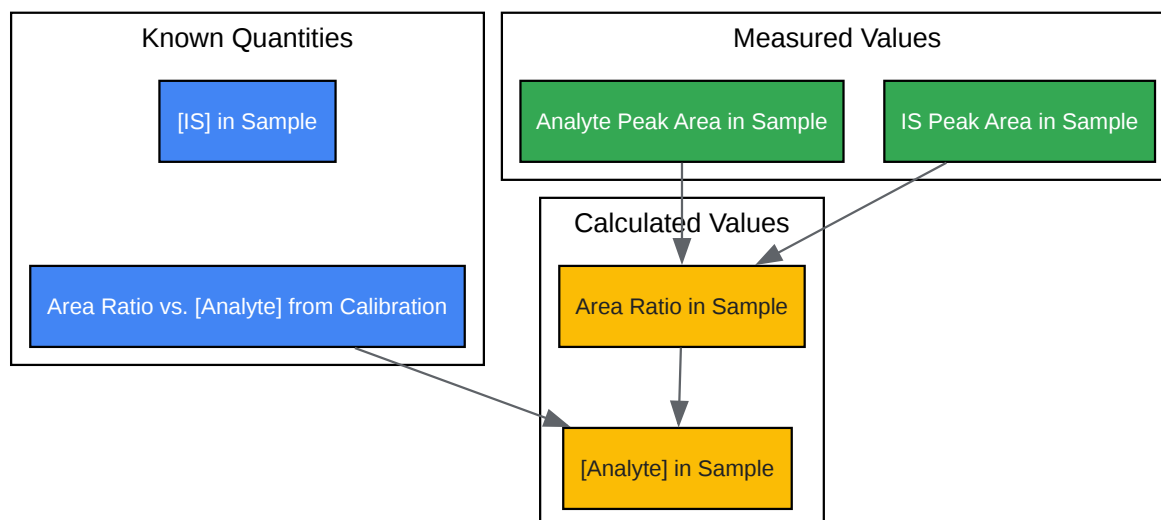 Known Quantities
[IS] in Sample
Area Ratio vs. [Analyte] from Calibration
Measured Values
Analyte Peak Area in Sample
IS Peak Area in Sample
Calculated Values
Area Ratio in Sample
[Analyte] in Sample